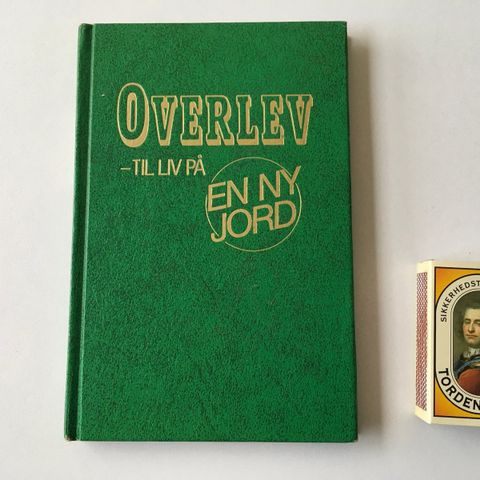 OVERLEV
–TIL LIV PÅ
EN NY
JORD
SIKKERHEDST
TORDEN